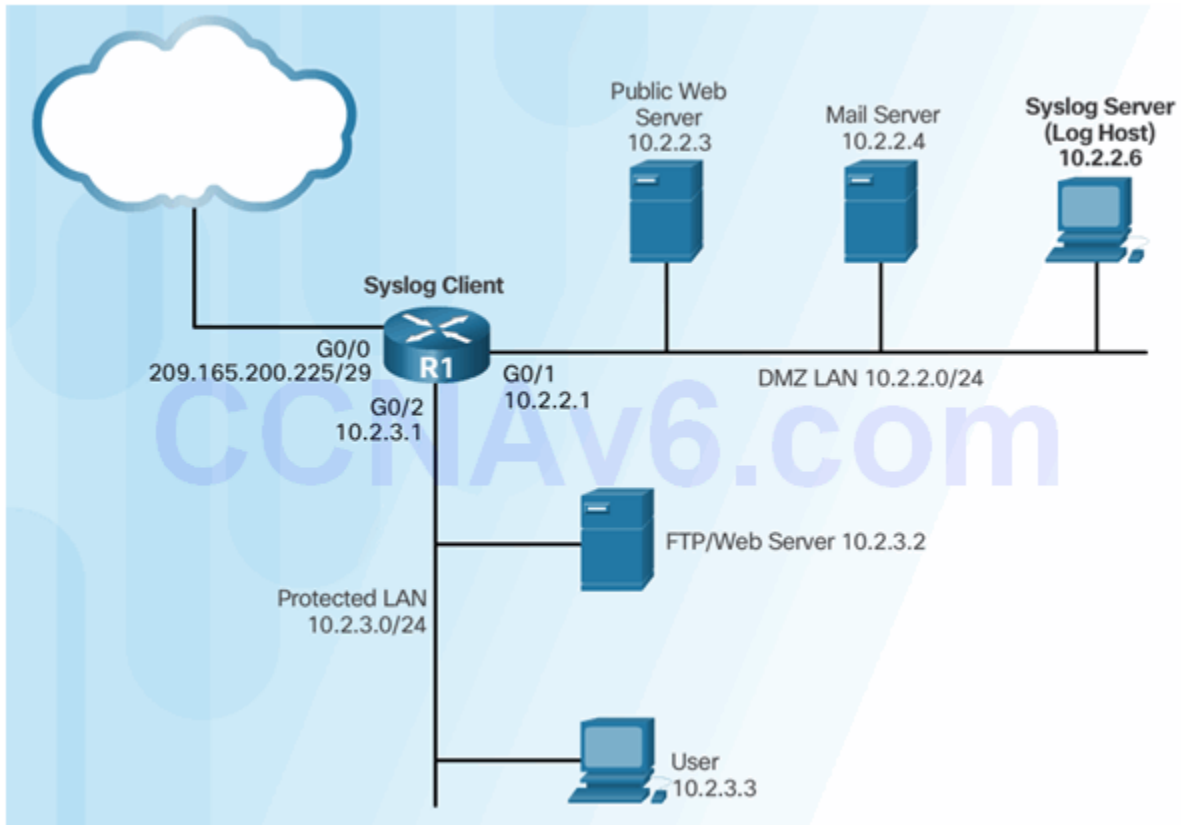 Public Web
Server
10.2.2.3
Mail Server
10.2.2.4
Syslog Server
(Log Host)
10.2.2.6
Syslog Client
G0/0
209.165.200.225/29
R1
G0/1
10.2.2.1
DMZ LAN 10.2.2.0/24
G0/2
10.2.3.1
CCNAv6.com
FTP/Web Server 10.2.3.2
Protected LAN
10.2.3.0/24
User
10.2.3.3